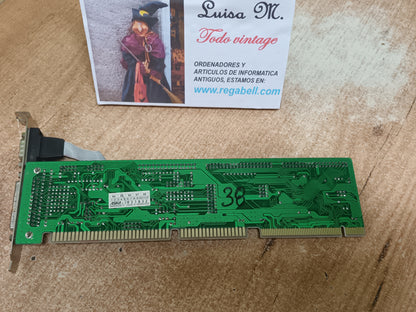 Luisa M.
Todo vintage
ORDENADORES Y
ARTICULOS DE INFORMATICA
ANTIGUOS, ESTAMOS EN:
www.regabell.com
38